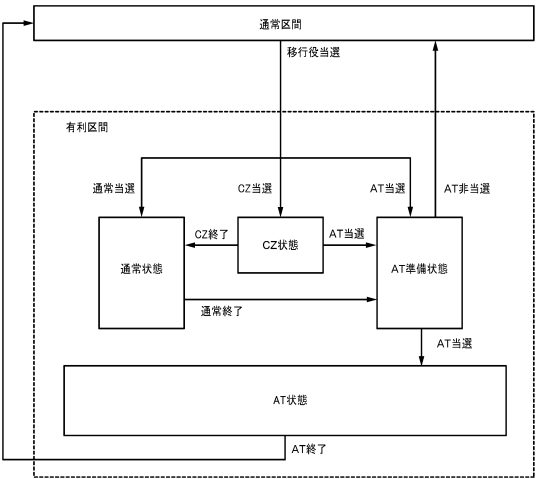 通常区間
移行役当選
有利区間
通常当選
CZ当選
AT当選
AT非当選
CZ終了
AT当選
通常状態
CZ状態
AT準備状態
通常終了
AT当選
AT状態
AT終了